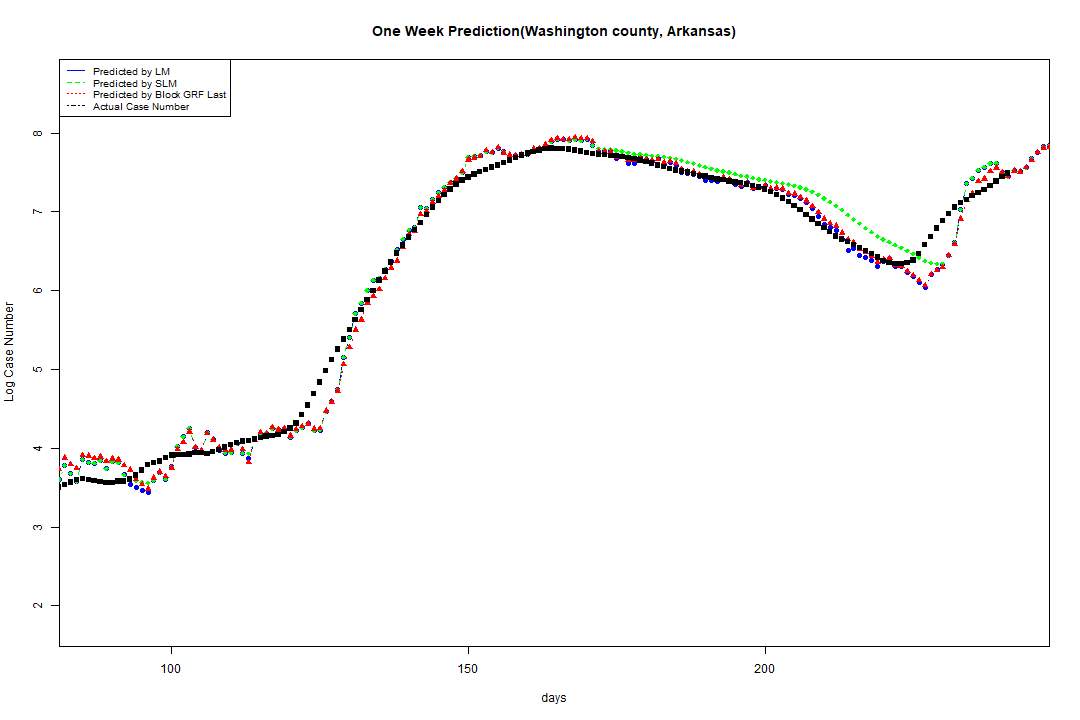 One Week Prediction(Washington county, Arkansas)
Predicted by LM
Predicted by SLM
Predicted by Block GRF Last
Actual Case Number
8
7
6
5
4
3
2
Log Case Number
100 150 200
days